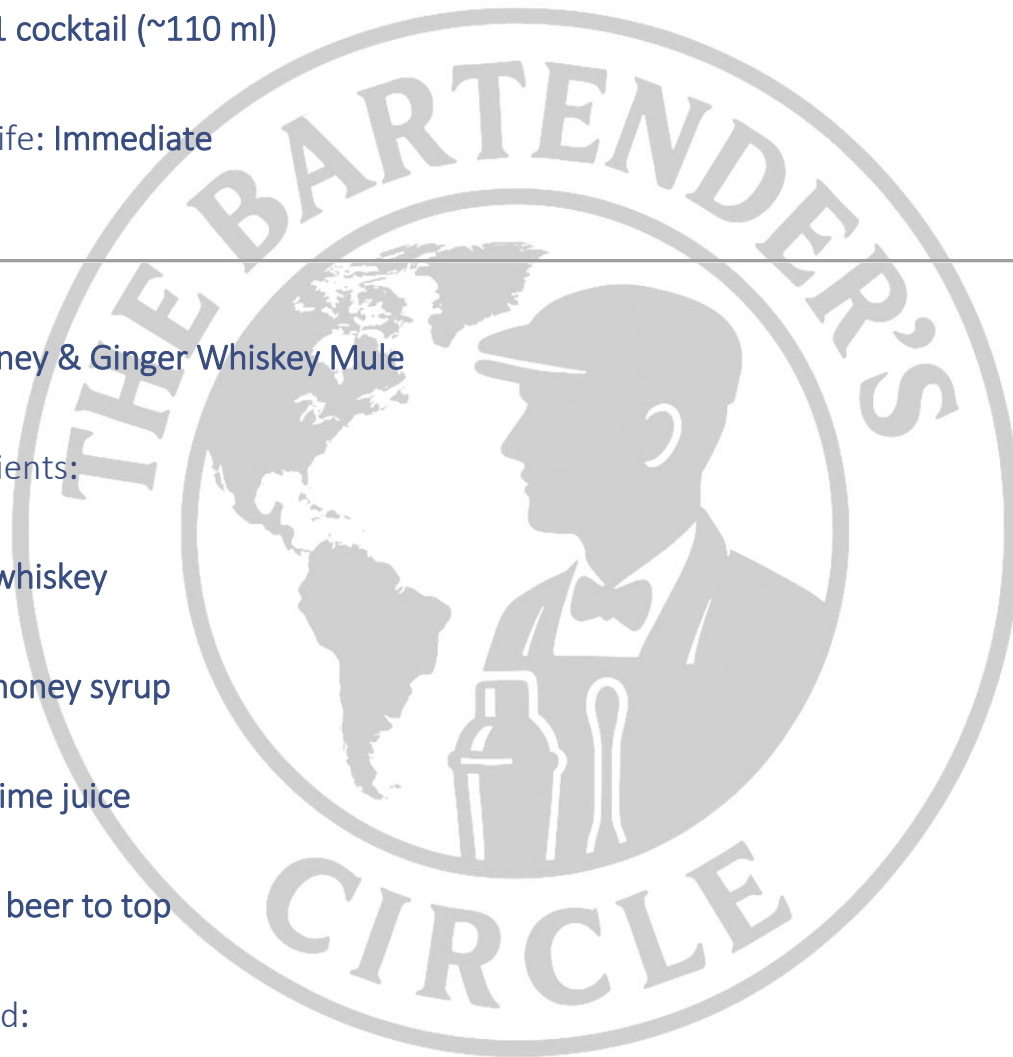 1 cocktail (~110 ml)
ife: Immediate
THE BARTENDER'S
ney & Ginger Whiskey Mule
ients:
whiskey
honey syrup
ime juice
beer to top
CIRCLE
d: